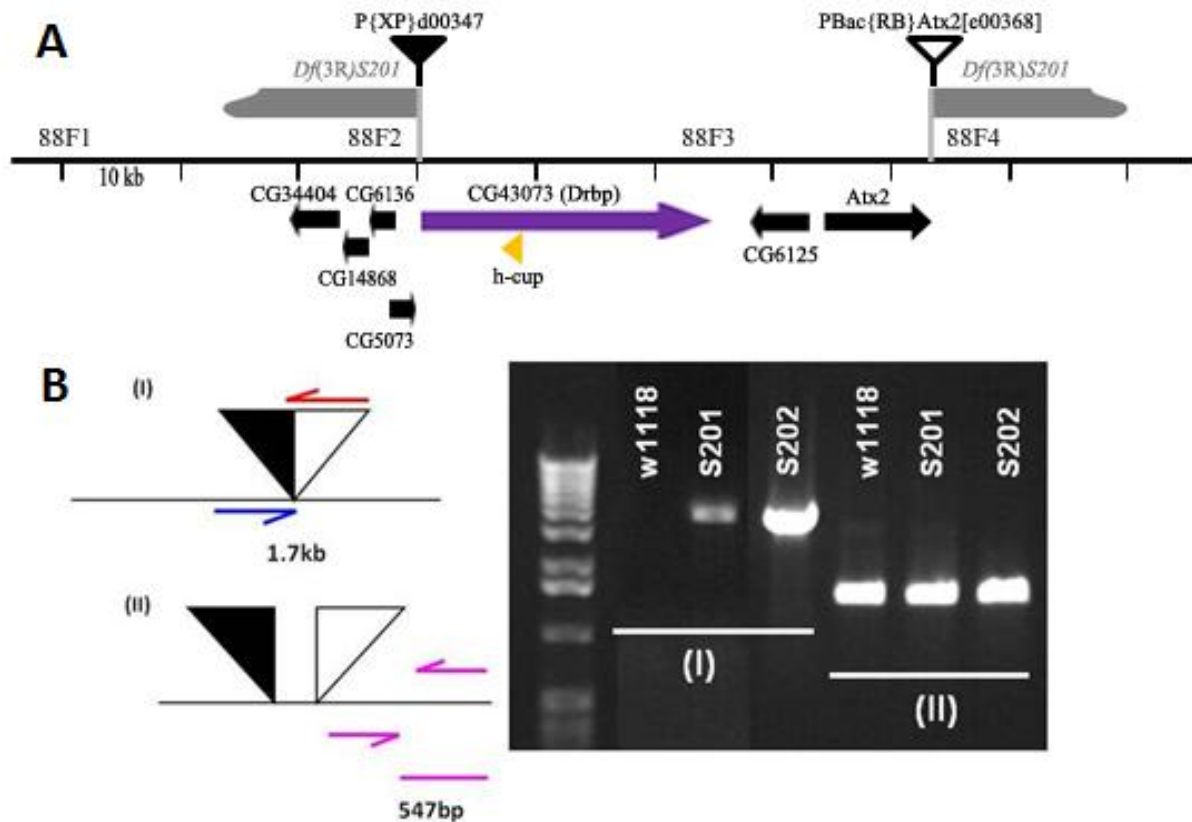 A
P{XP}d00347
PBac{RB}Atx2[e00368]
Df(3R)S201
Df(3R)S201
88F1
88F2
88F3
88F4
10 kb
CG34404
CG6136
CG43073 (Drbp)
Atx2
CG14868
h-cup
CG6125
CG5073
B
(I)
1.7kb
(II)
547bp
w1118
S201
S202
w1118
S201
S202
(I)
(II)